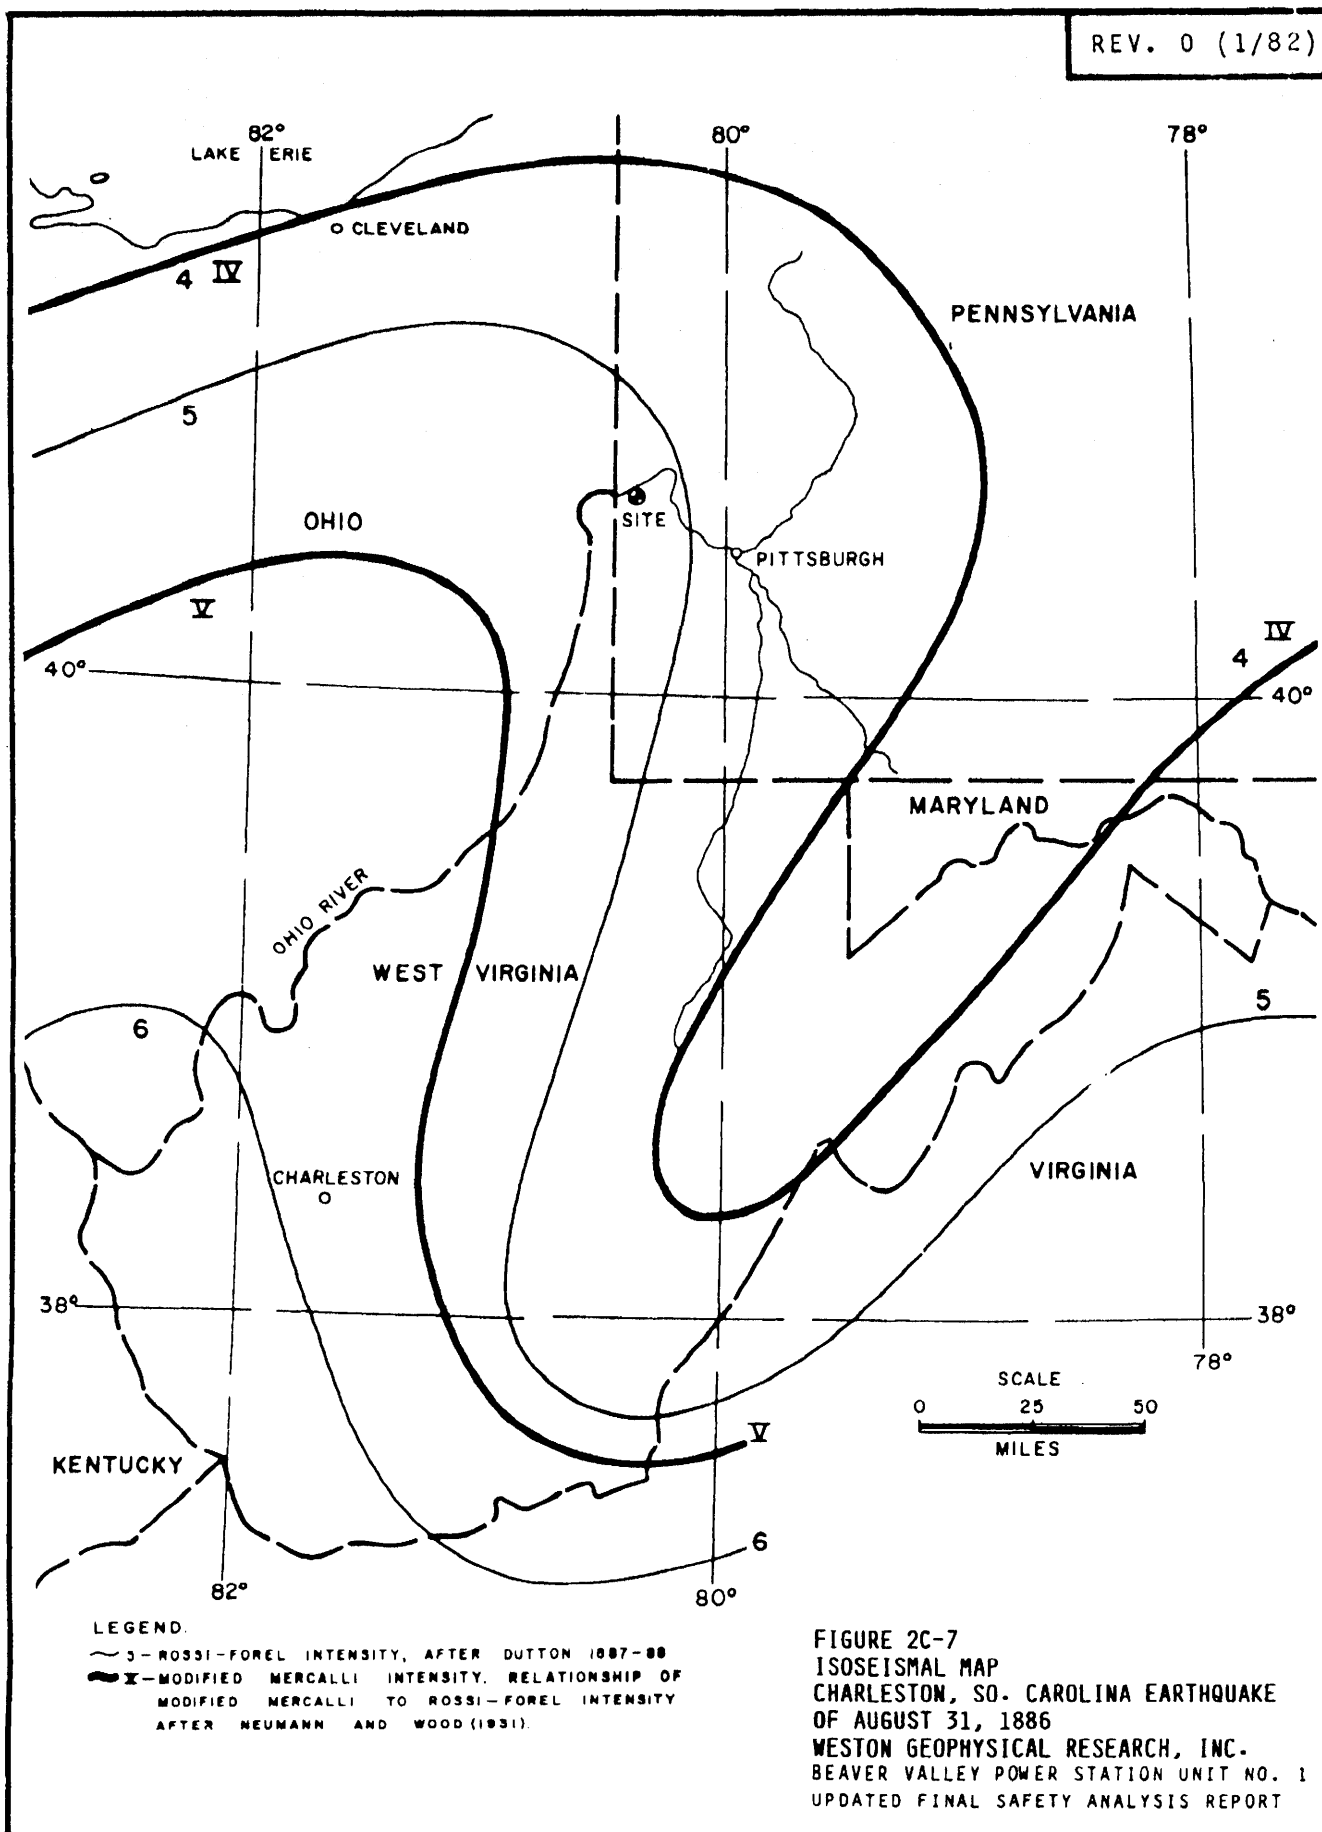 REV. 0 (1/82)
82° 80° 78°
LAKE ERIE
CLEVELAND
4 IV
PENNSYLVANIA
5
OHIO
SITE
PITTSBURGH
V
IV
4
40° 40°
MARYLAND
OHIO RIVER
WEST VIRGINIA
5
6
CHARLESTON
VIRGINIA
38° 38°
78°
SCALE
0 25 50
MILES
V
KENTUCKY
6
82° 80°
LEGEND.
5-ROSSI-FOREL INTENSITY, AFTER DUTTON 1887-88
V-MODIFIED MERCALLI INTENSITY. RELATIONSHIP OF
MODIFIED MERCALLI TO ROSSI-FOREL INTENSITY
AFTER NEUMANN AND WOOD (1931).
FIGURE 2C-7
ISOSEISMAL MAP
CHARLESTON, SO. CAROLINA EARTHQUAKE
OF AUGUST 31, 1886
WESTON GEOPHYSICAL RESEARCH, INC.
BEAVER VALLEY POWER STATION UNIT NO. 1
UPDATED FINAL SAFETY ANALYSIS REPORT